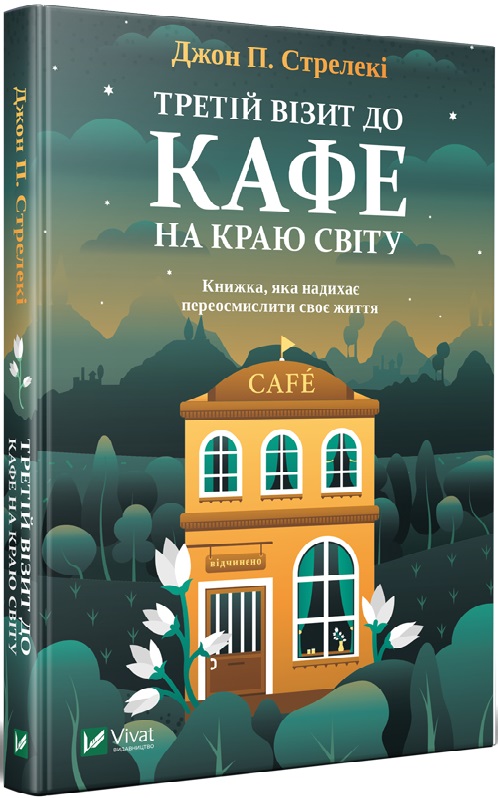 Джон П. Стрелекі
ТРЕТІЙ ВІЗИТ ДО
КАФЕ
НА КРАЮ СВІТУ
Книжка, яка надихає
переосмислити своє життя
CAFÉ
відчинено
Vivat
ВИДАВНИЦТВО
Джон П. Стрелекі
ТРЕТІЙ ВІЗИТ ДО
КАФЕ НА КРАЮ СВІТУ